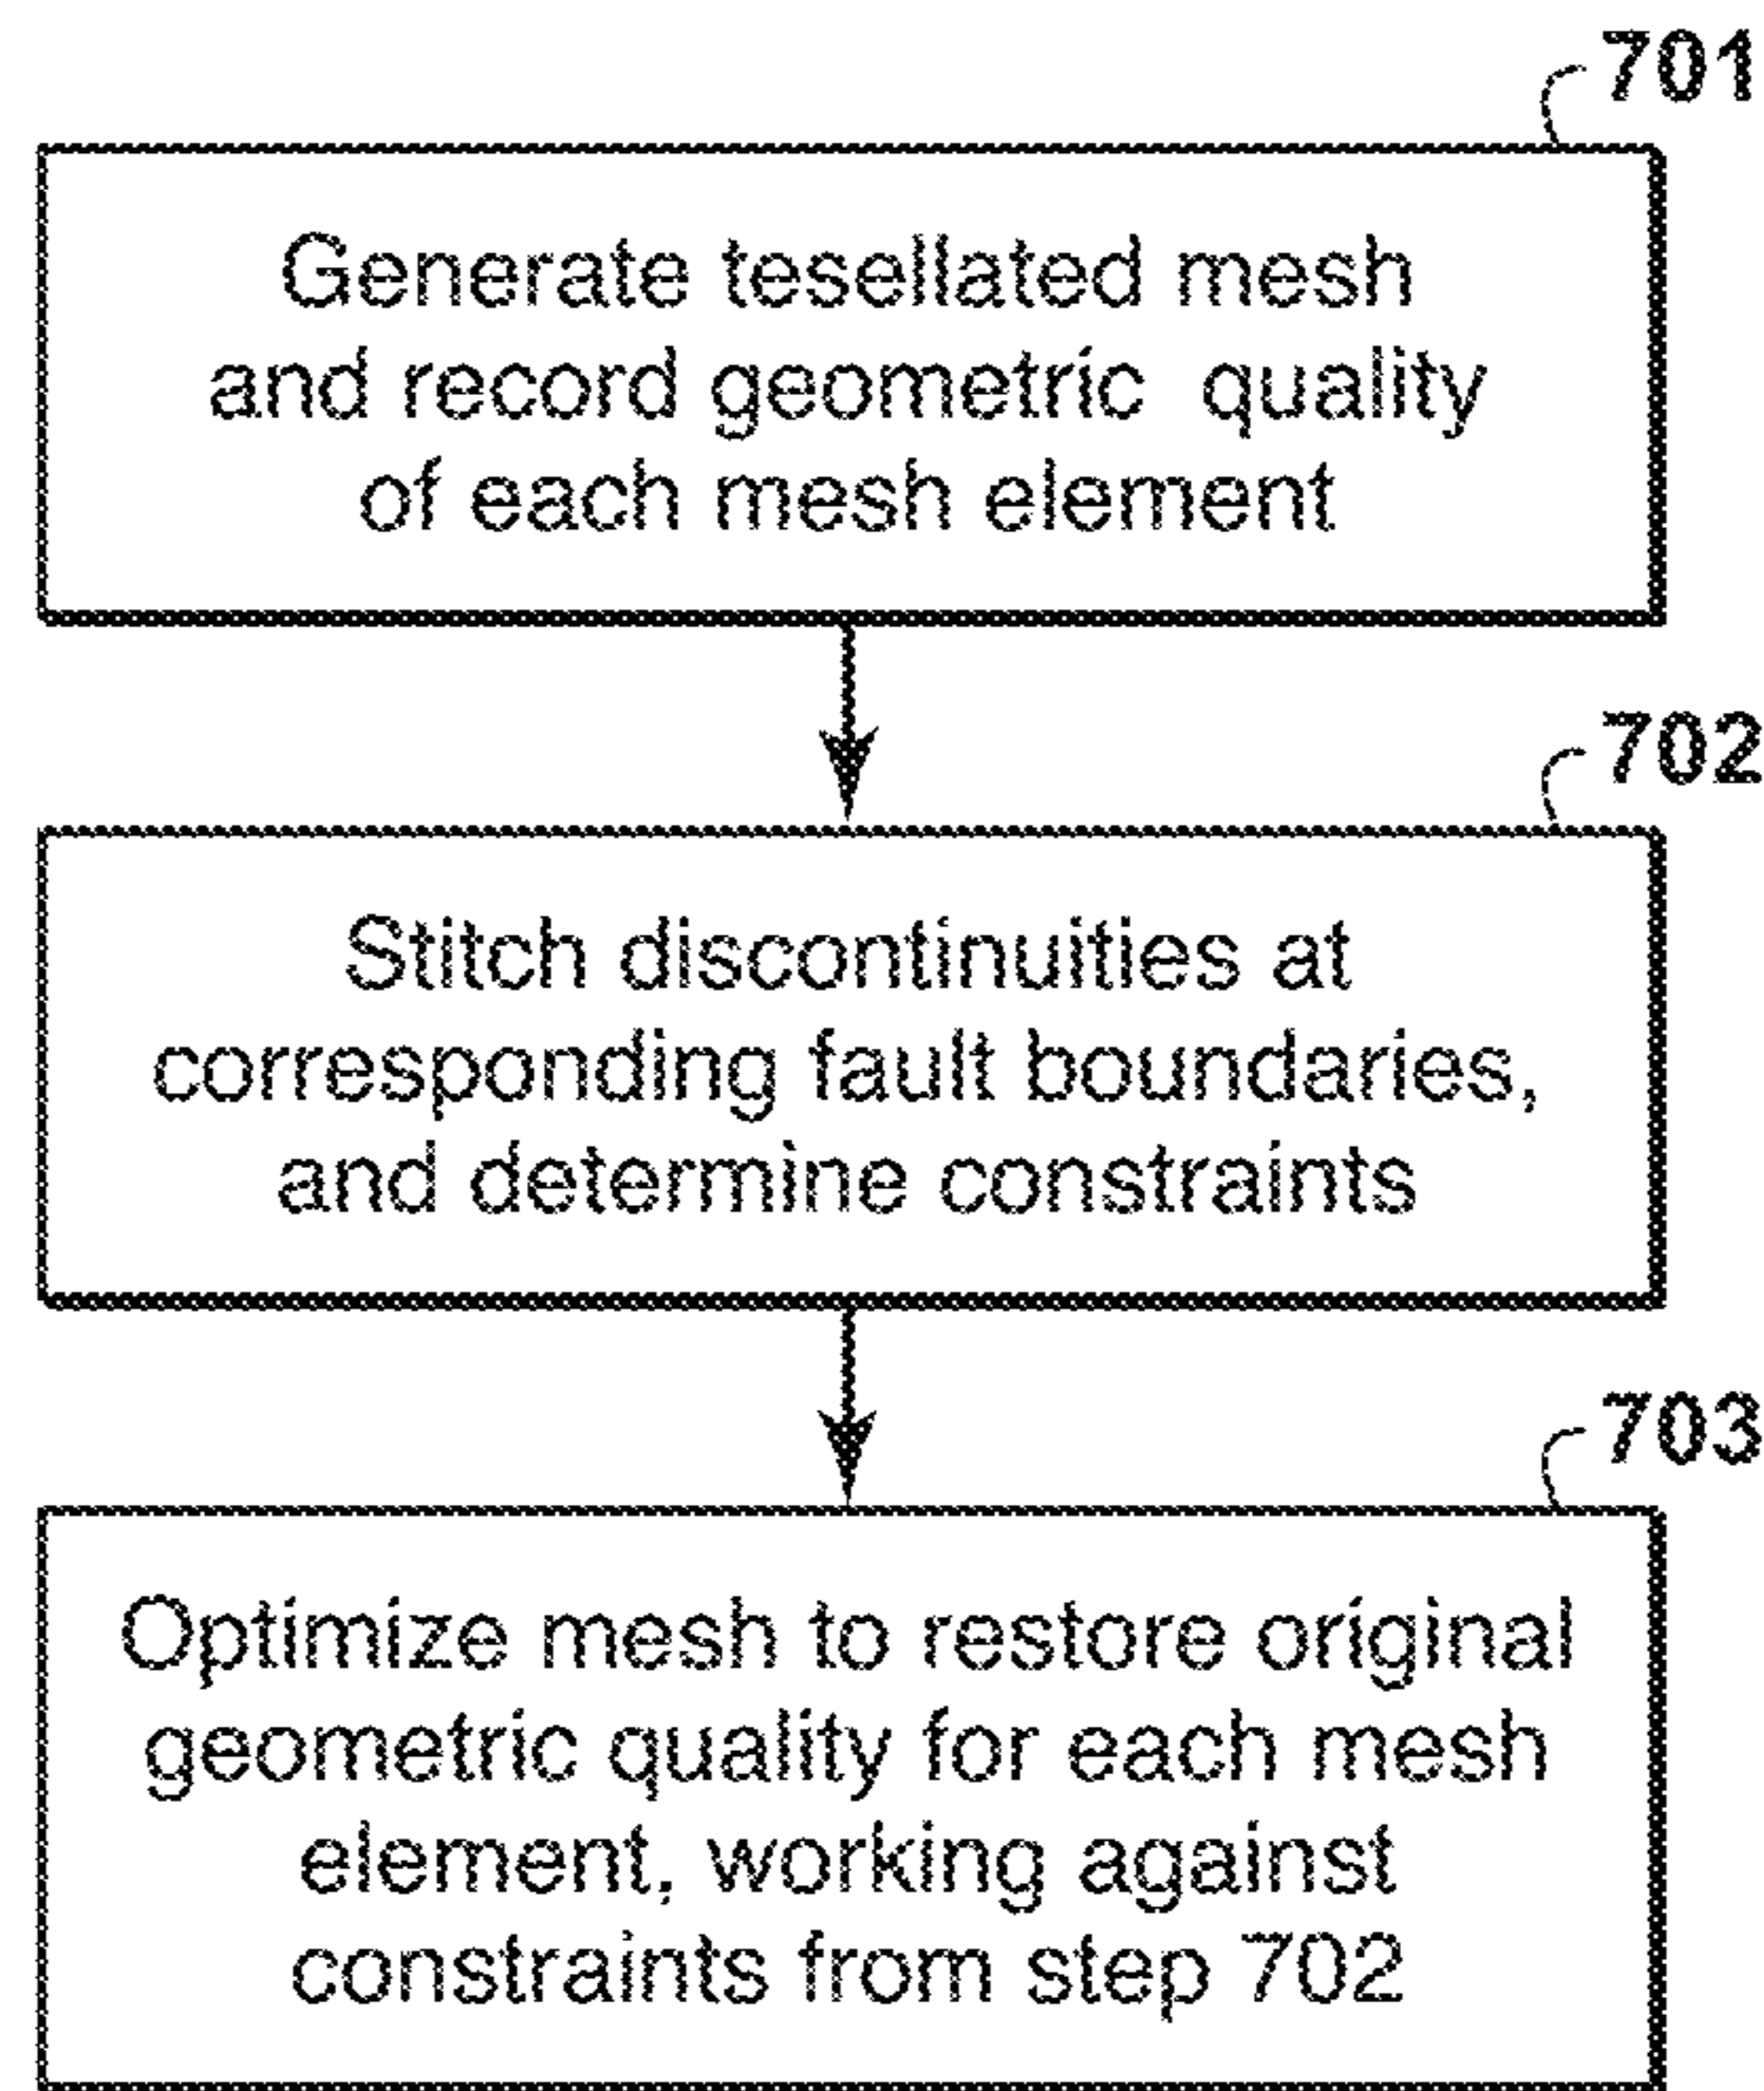 701
Generate tesellated mesh
and record geometric quality
of each mesh element
702
Stitch discontinuities at
corresponding fault boundaries,
and determine constraints
703
Optimize mesh to restore original
geometric quality for each mesh
element, working against
constraints from step 702